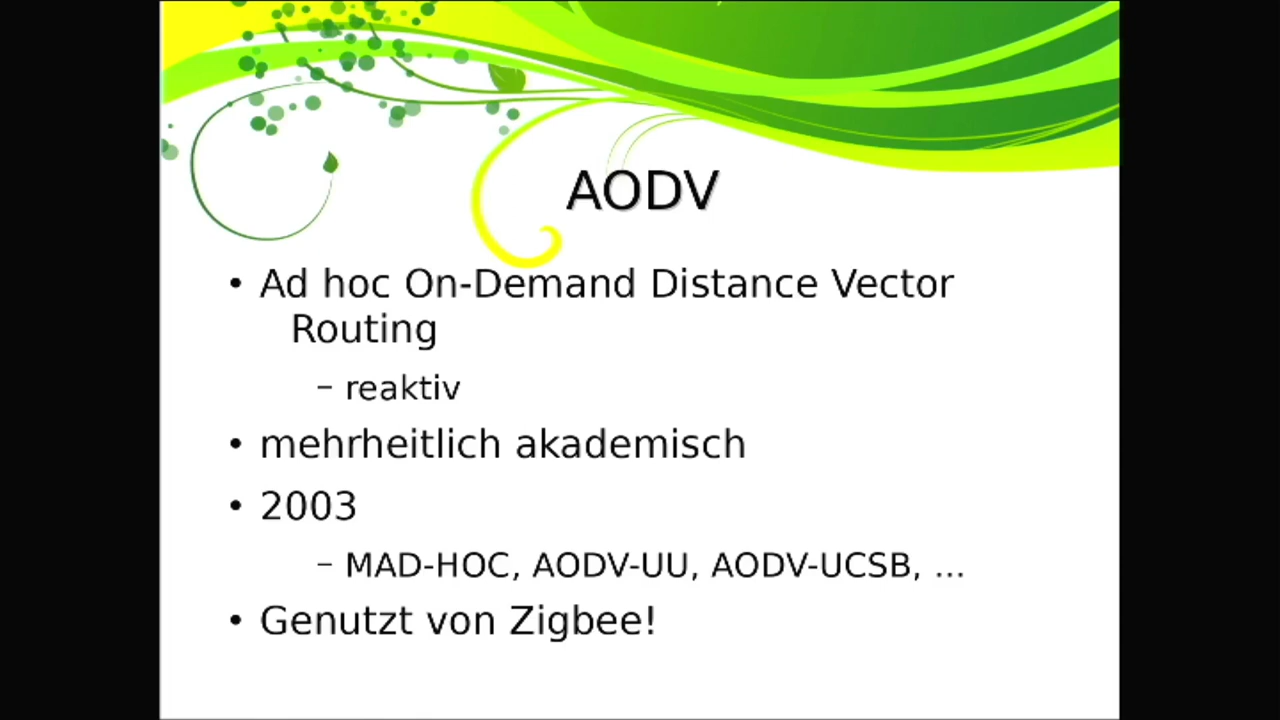 AODV
• Ad hoc On-Demand Distance Vector
Routing
– reaktiv
• mehrheitlich akademisch
• 2003
– MAD-HOC, AODV-UU, AODV-UCSB, ...
• Genutzt von Zigbee!